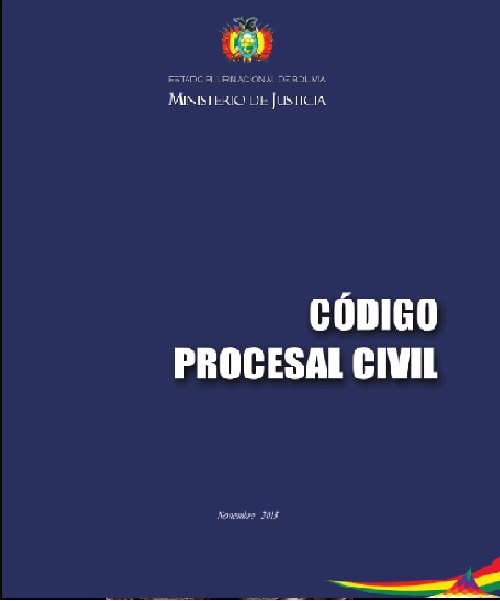 ESTADO PLURINACIONAL DE BOLIVIA
MINISTERIO DE JUSTICIA
CÓDIGO
PROCESAL CIVIL
Noviembre 2013